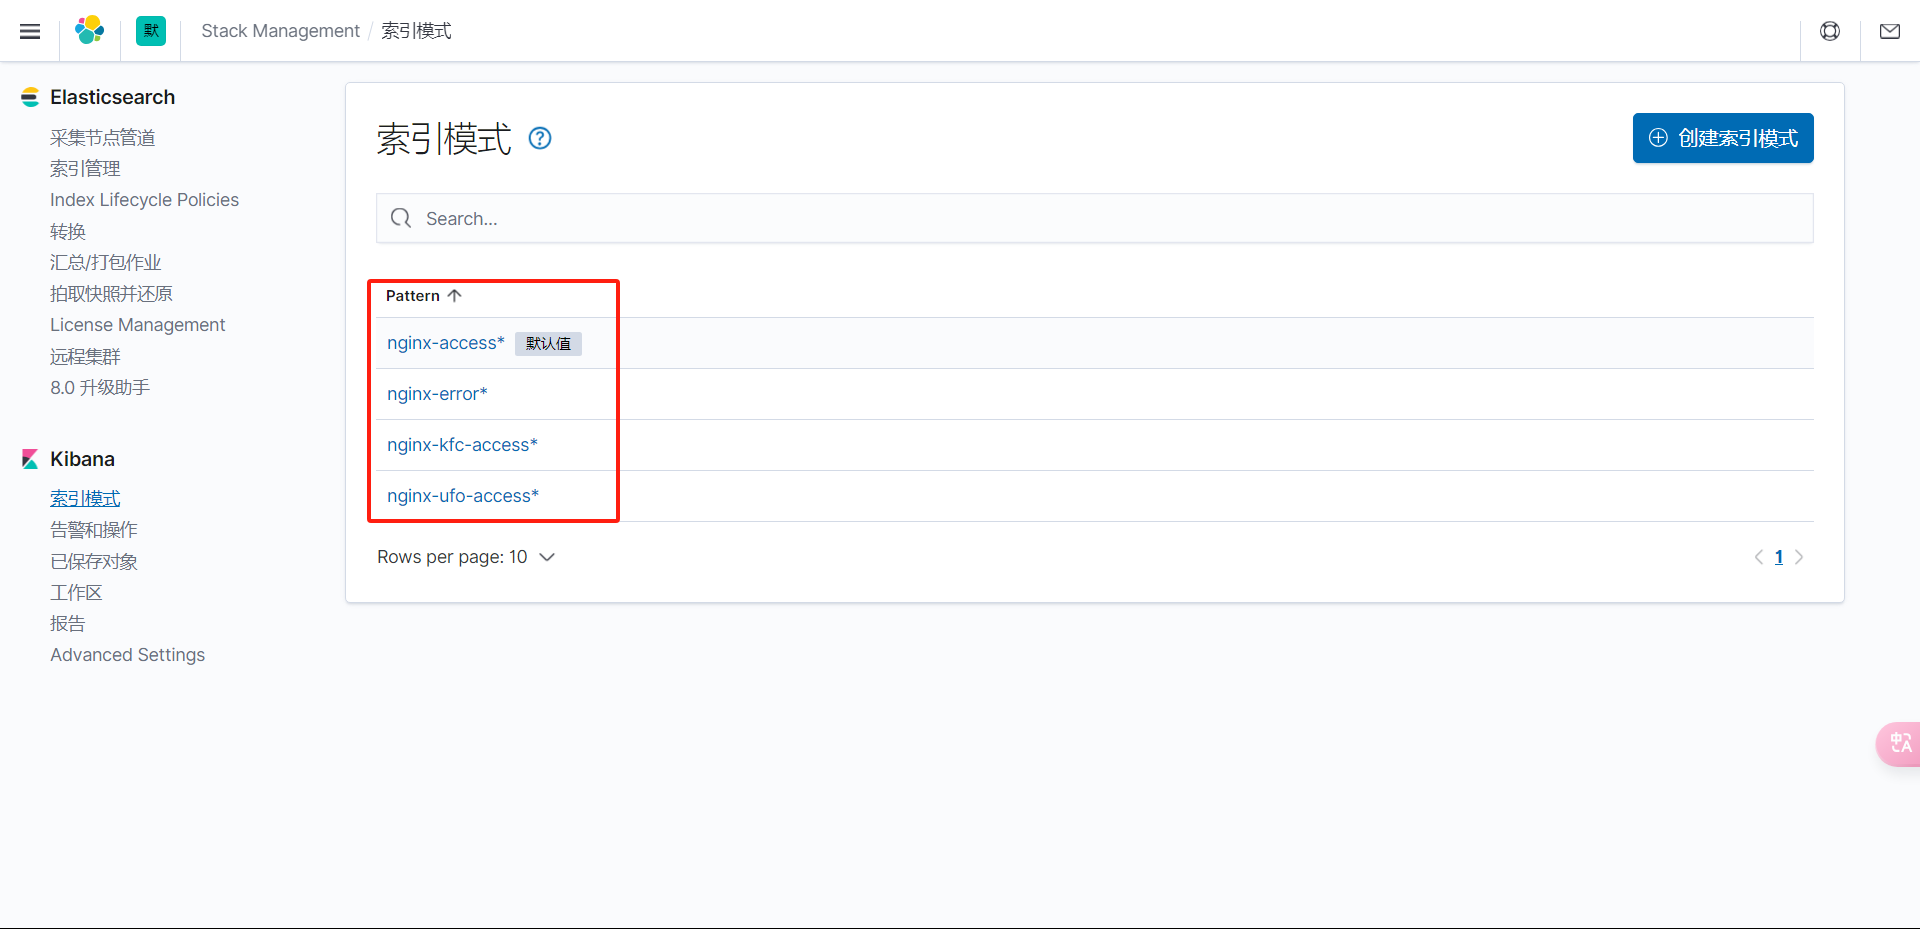 默 Stack Management / 索引模式
Elasticsearch
采集节点管道
索引管理
Index Lifecycle Policies
转换
汇总/打包作业
拍取快照并还原
License Management
远程集群
8.0 升级助手
Kibana
索引模式
告警和操作
已保存对象
工作区
报告
Advanced Settings
索引模式
创建索引模式
Search...
Pattern
nginx-access* 默认值
nginx-error*
nginx-kfc-access*
nginx-ufo-access*
Rows per page: 10
1
中A